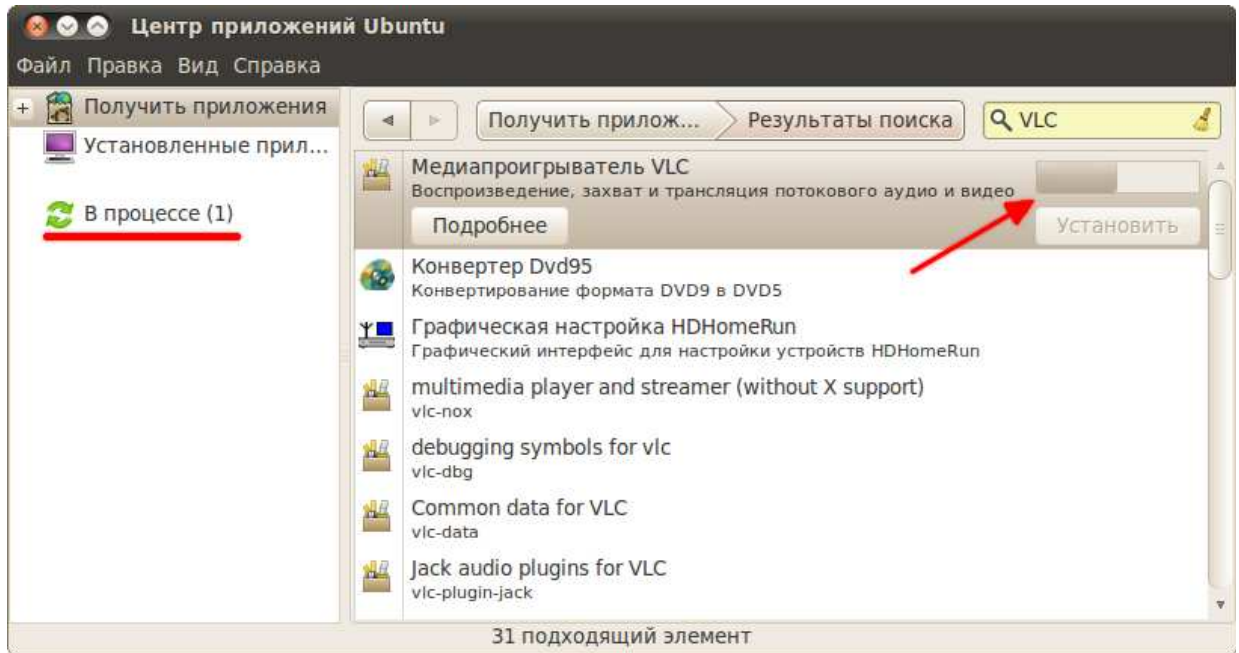 Центр приложений Ubuntu
Файл Правка Вид Справка
Получить приложения
Установленные прил...
В процессе (1)
Получить прилож... Результаты поиска VLC
Медиапроигрыватель VLC
Воспроизведение, захват и трансляция потокового аудио и видео
Подробнее Установить
Конвертер Dvd95
Конвертирование формата DVD9 в DVD5
Графическая настройка HDHomeRun
Графический интерфейс для настройки устройств HDHomeRun
multimedia player and streamer (without X support)
vlc-nox
debugging symbols for vlc
vlc-dbg
Common data for VLC
vlc-data
Jack audio plugins for VLC
vlc-plugin-jack
31 подходящий элемент